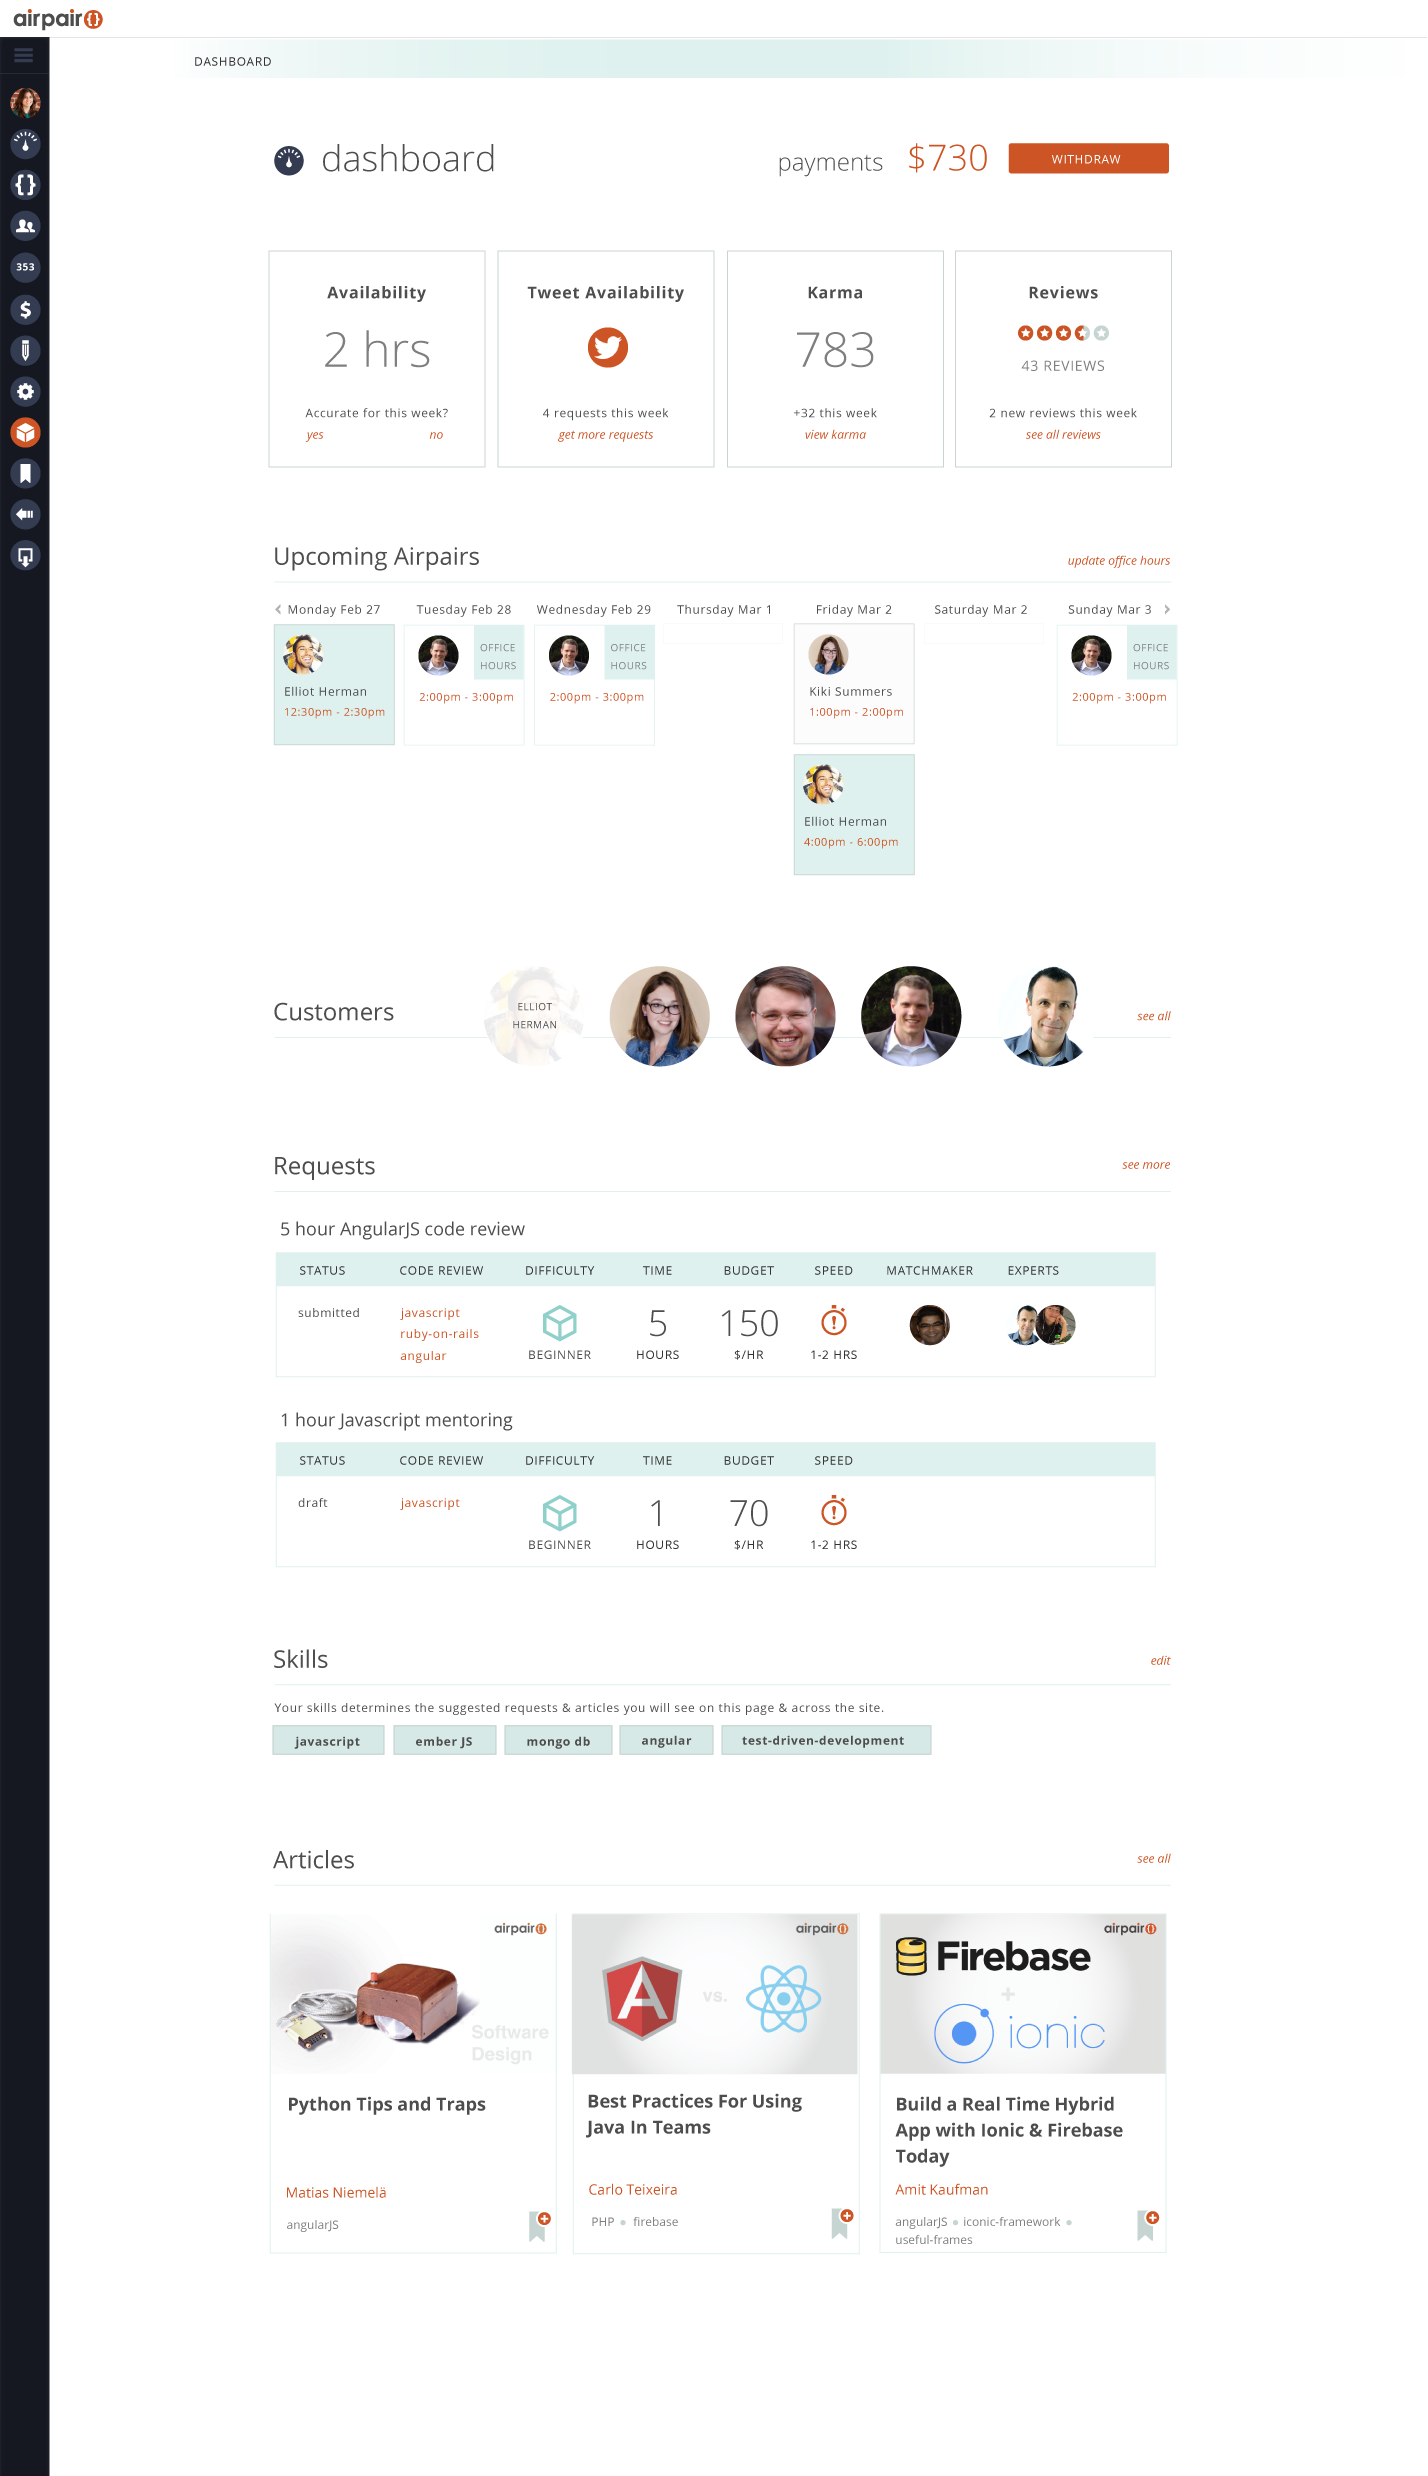 airpair
DASHBOARD
353
dashboard
payments $730 WITHDRAW
Availability
2 hrs
Accurate for this week?
yes no
Tweet Availability
4 requests this week
get more requests
Karma
783
+32 this week
view karma
Reviews
43 REVIEWS
2 new reviews this week
see all reviews
Upcoming Airpairs
update office hours
Monday Feb 27
Elliot Herman
12:30pm - 2:30pm
Tuesday Feb 28
OFFICE
HOURS
2:00pm - 3:00pm
Wednesday Feb 29
OFFICE
HOURS
2:00pm - 3:00pm
Thursday Mar 1
Friday Mar 2
Kiki Summers
1:00pm - 2:00pm
Elliot Herman
4:00pm - 6:00pm
Saturday Mar 2
Sunday Mar 3
OFFICE
HOURS
2:00pm - 3:00pm
Customers
ELLIOT
HERMAN
see all
Requests
see more
5 hour AngularJS code review
STATUS CODE REVIEW DIFFICULTY TIME BUDGET SPEED MATCHMAKER EXPERTS
submitted
javascript
ruby-on-rails
angular
BEGINNER
5
HOURS
150
$/HR
1-2 HRS
1 hour Javascript mentoring
STATUS CODE REVIEW DIFFICULTY TIME BUDGET SPEED
draft
javascript
BEGINNER
1
HOURS
70
$/HR
1-2 HRS
Skills
edit
Your skills determines the suggested requests & articles you will see on this page & across the site.
javascript ember JS mongo db angular test-driven-development
Articles
see all
airpair
Software
Design
Python Tips and Traps
Matias Niemelä
angularJS
airpair
vs.
Best Practices For Using
Java In Teams
Carlo Teixeira
PHP • firebase
airpair
Firebase
+
ionic
Build a Real Time Hybrid
App with Ionic & Firebase
Today
Amit Kaufman
angularJS • iconic-framework •
useful-frames